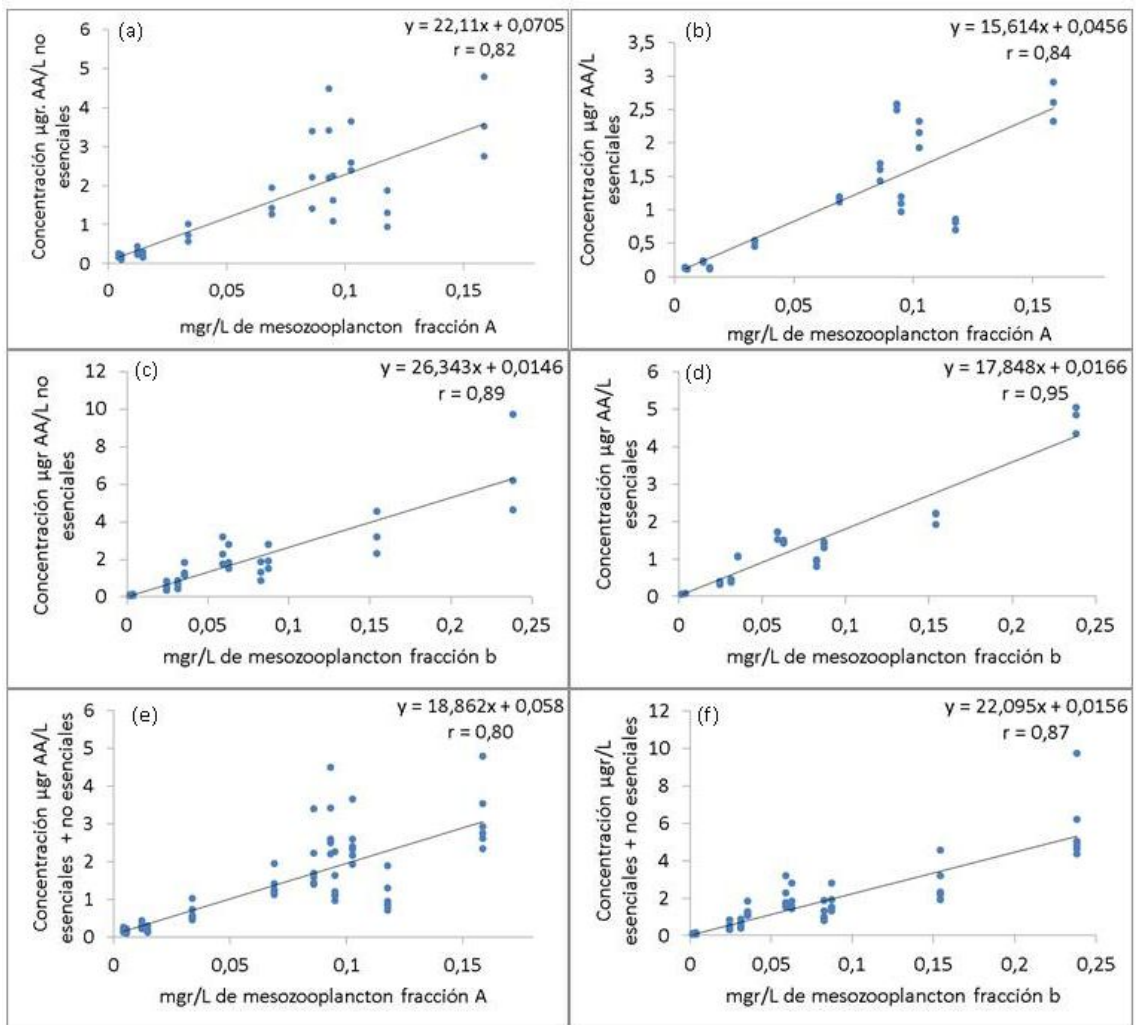 (a)
y = 22,11x + 0,0705
r = 0,82
Concentración µgr. AA/L no
esenciales
6
5
4
3
2
1
0
0
0,05
0,1
0,15
mgr/L de mesozooplancton fracción A
(b)
y = 15,614x + 0,0456
r = 0,84
Concentración µgr AA/L
esenciales
3,5
3
2,5
2
1,5
1
0,5
0
0
0,05
0,1
0,15
mgr/L de mesozooplancton fracción A
(c)
y = 26,343x + 0,0146
r = 0,89
Concentración µgr AA/L no
esenciales
12
10
8
6
4
2
0
0
0,05
0,1
0,15
0,2
0,25
mgr/L de mesozooplancton fracción b
(d)
y = 17,848x + 0,0166
r = 0,95
Concentración µgr AA/L
esenciales
6
5
4
3
2
1
0
0
0,05
0,1
0,15
0,2
0,25
mgr/L de mesozooplancton fracción b
(e)
y = 18,862x + 0,058
r = 0,80
Concentración µgr AA/L
esenciales + no esenciales
6
5
4
3
2
1
0
0
0,05
0,1
0,15
mgr/L de mesozooplancton fracción A
(f)
y = 22,095x + 0,0156
r = 0,87
Concentración µgr/L
esenciales + no esenciales
12
10
8
6
4
2
0
0
0,05
0,1
0,15
0,2
0,25
mgr/L de mesozooplancton fracción b